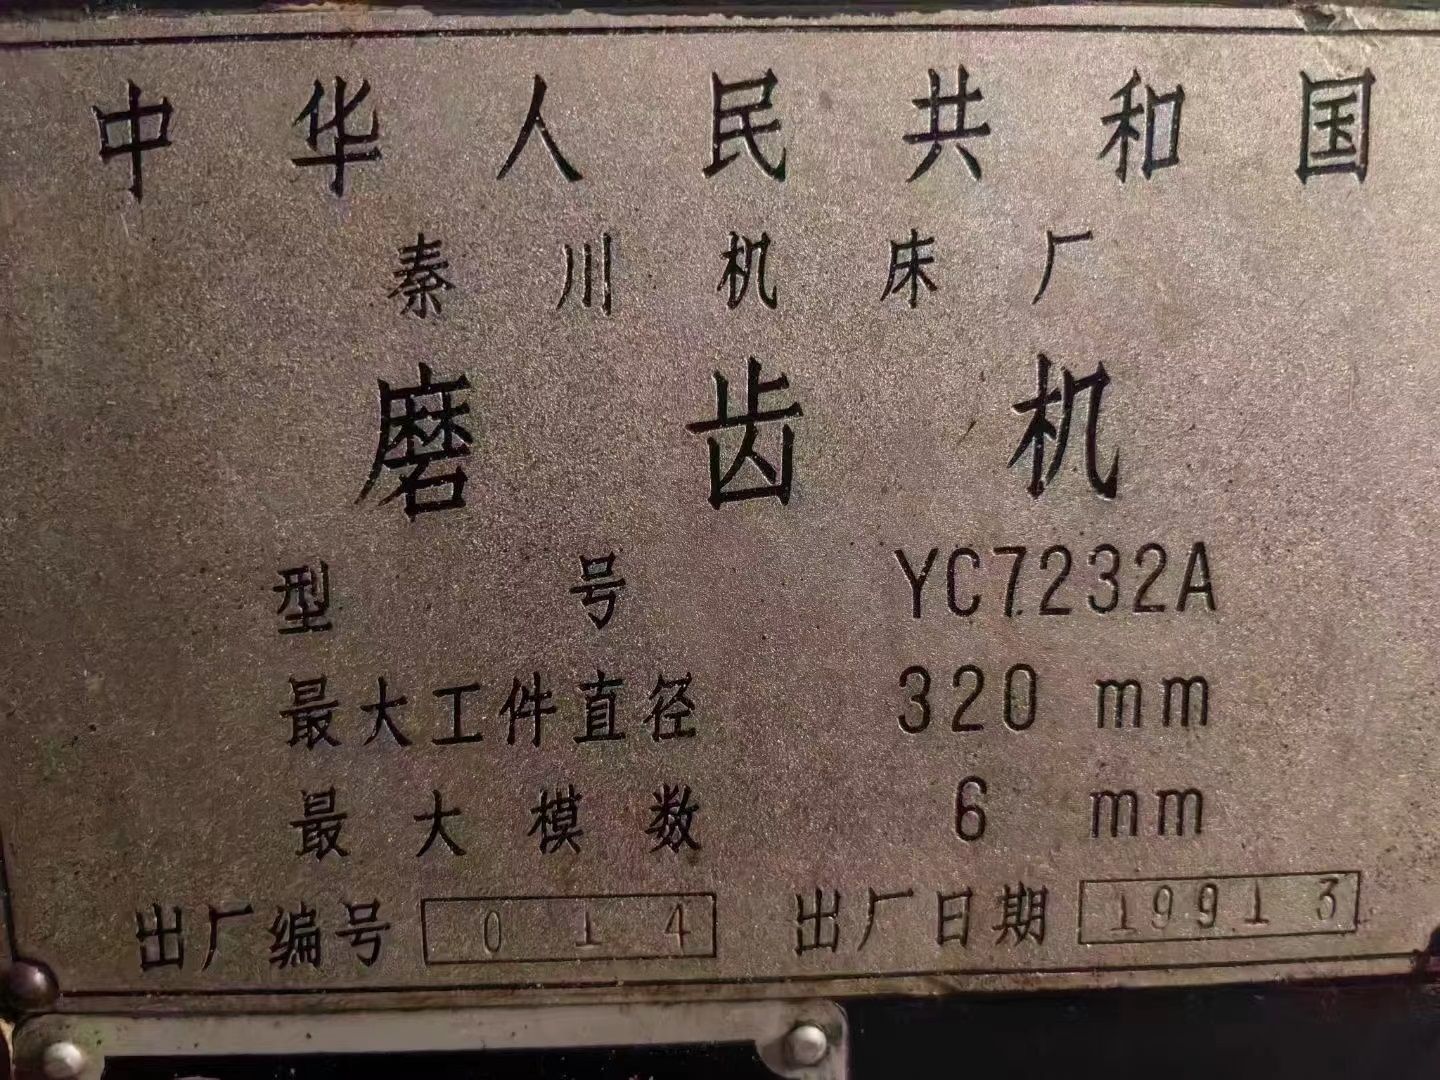 中华人民共和国
秦川机床厂
磨齿机
型号 YC7232A
最大工件直径 320 mm
最大模数 6 mm
出厂编号 014 出厂日期 1991 3